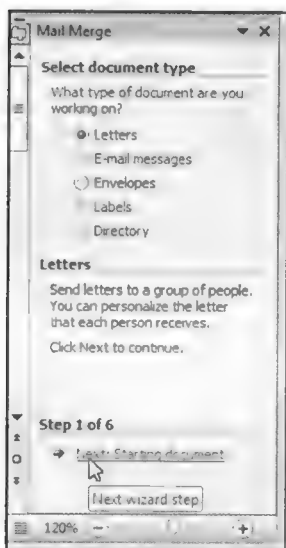 Mail Merge
Select document type
What type of document are you
working on?
Letters
E-mail messages
Envelopes
Labels
Directory
Letters
Send letters to a group of people.
You can personalize the letter
that each person receives.
Click Next to continue.
Step 1 of 6
Next: Starting document
Next wizard step
120%